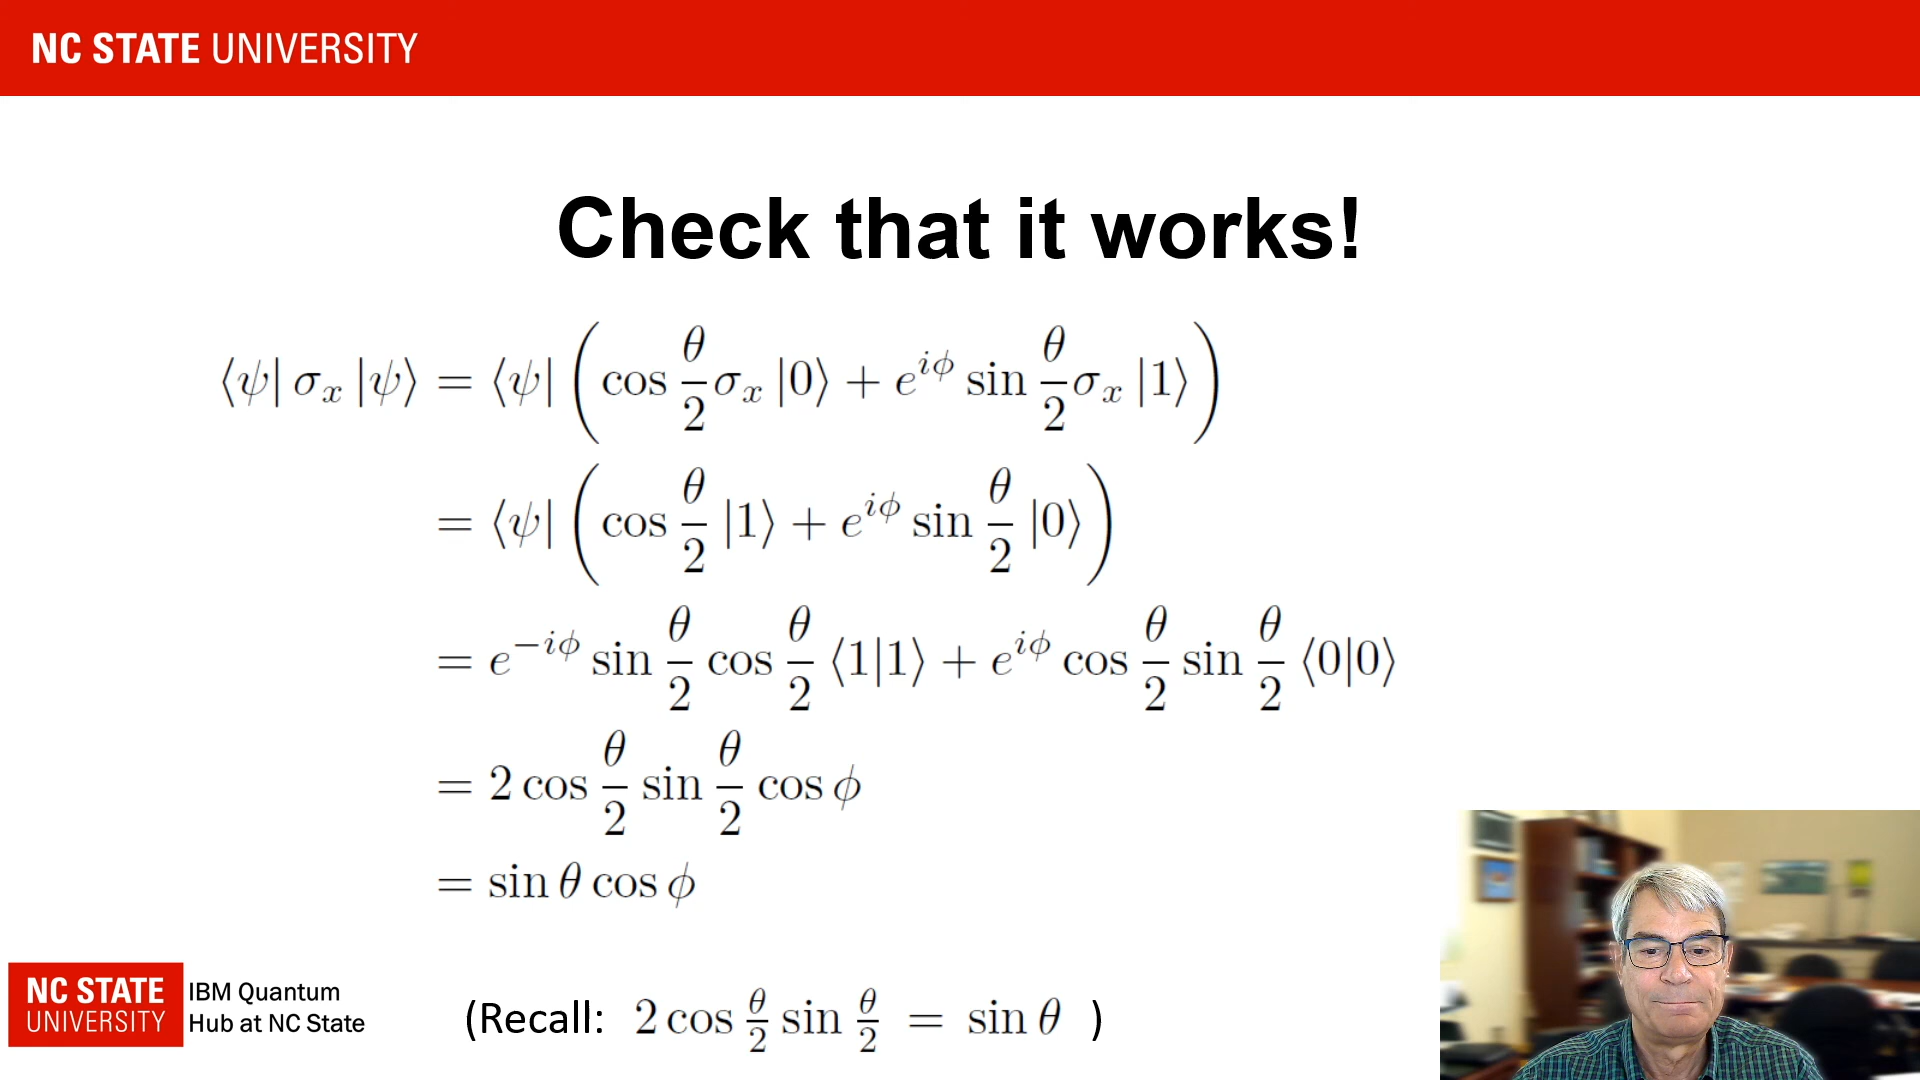 NC STATE UNIVERSITY
Check that it works!
⟨ψ| σₓ |ψ⟩ = ⟨ψ| ( cos θ/2 σₓ |0⟩ + e^{iϕ} sin θ/2 σₓ |1⟩ )
= ⟨ψ| ( cos θ/2 |1⟩ + e^{iϕ} sin θ/2 |0⟩ )
= e^{−iϕ} sin θ/2 cos θ/2 ⟨1|1⟩ + e^{iϕ} cos θ/2 sin θ/2 ⟨0|0⟩
= 2 cos θ/2 sin θ/2 cos ϕ
= sin θ cos ϕ
(Recall: 2 cos θ/2 sin θ/2 = sin θ )
NC STATE
UNIVERSITY
IBM Quantum
Hub at NC State